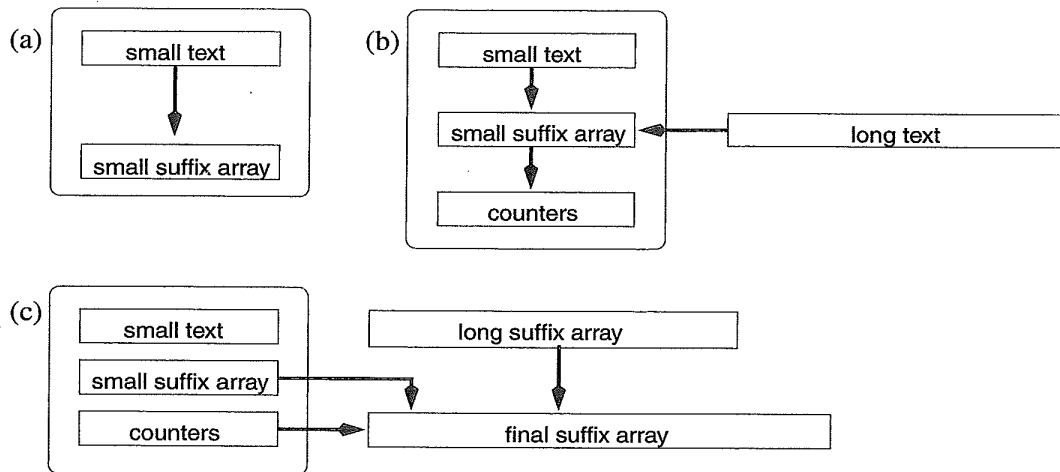 (a)
small text
small suffix array
(b)
small text
small suffix array
counters
long text
(c)
small text
small suffix array
counters
long suffix array
final suffix array